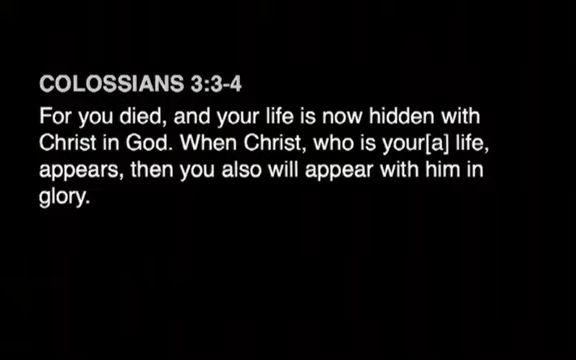 COLOSSIANS 3:3-4
For you died, and your life is now hidden with
Christ in God. When Christ, who is your[a] life,
appears, then you also will appear with him in
glory.